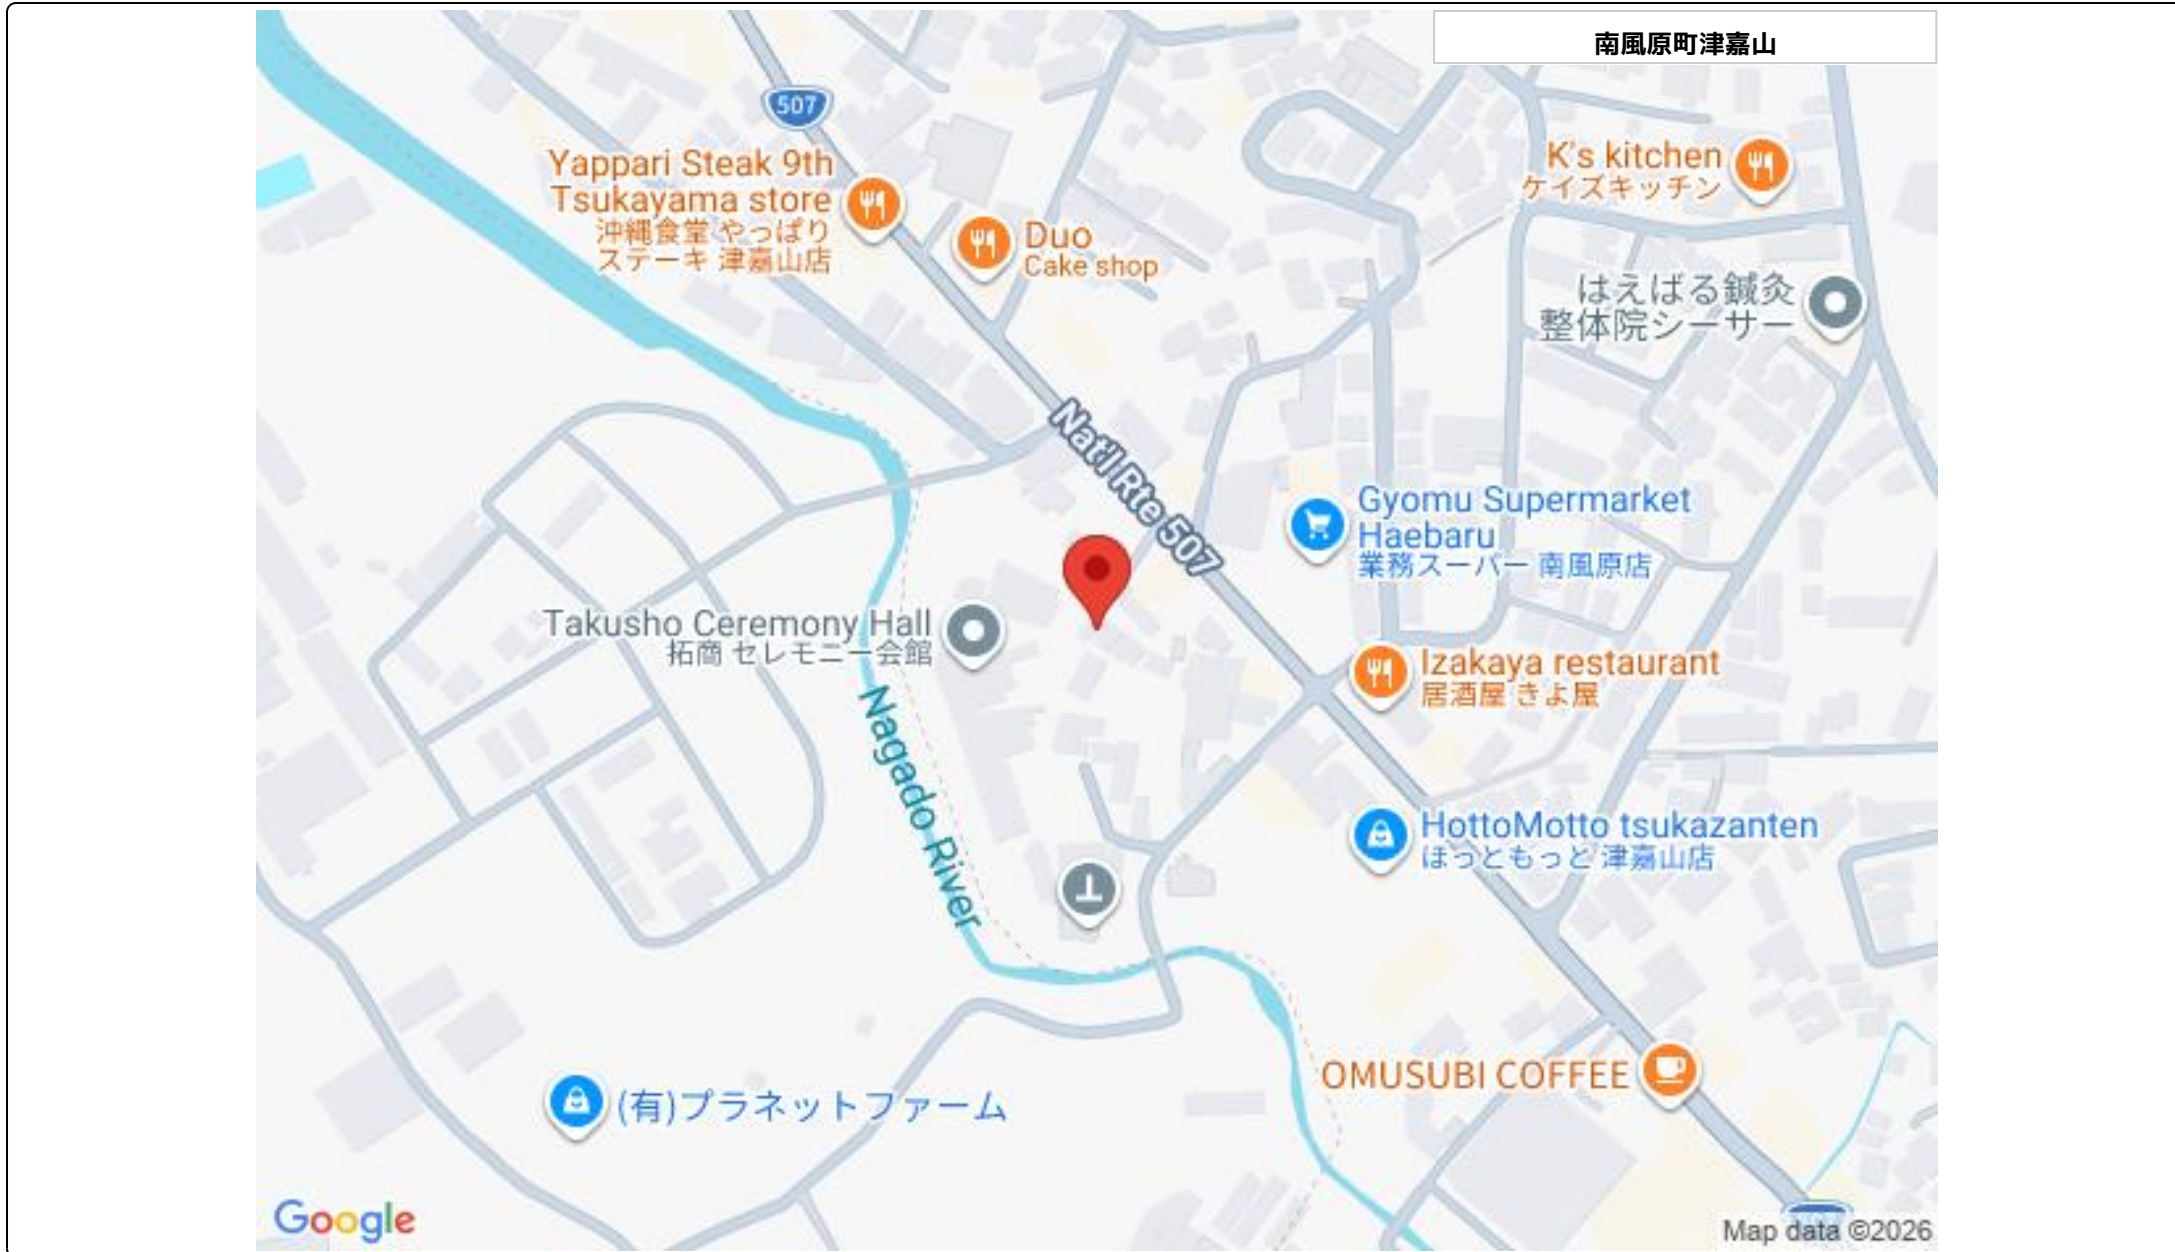 南風原町津嘉山
507
Yappari Steak 9th
Tsukayama store
沖縄食堂 やっぱり
ステーキ 津嘉山店
Duo
Cake shop
K's kitchen
ケイズキッチン
はえばる鍼灸
整体院シーサー
Nat'l Rte 507
Gyomu Supermarket
Haebaru
業務スーパー 南風原店
Takusho Ceremony Hall
拓商 セレモニー会館
Izakaya restaurant
居酒屋 きよ屋
Nagado River
HottoMotto tsukazanten
ほっともっと 津嘉山店
OMUSUBI COFFEE
(有)プラネットファーム
Google
Map data ©2026